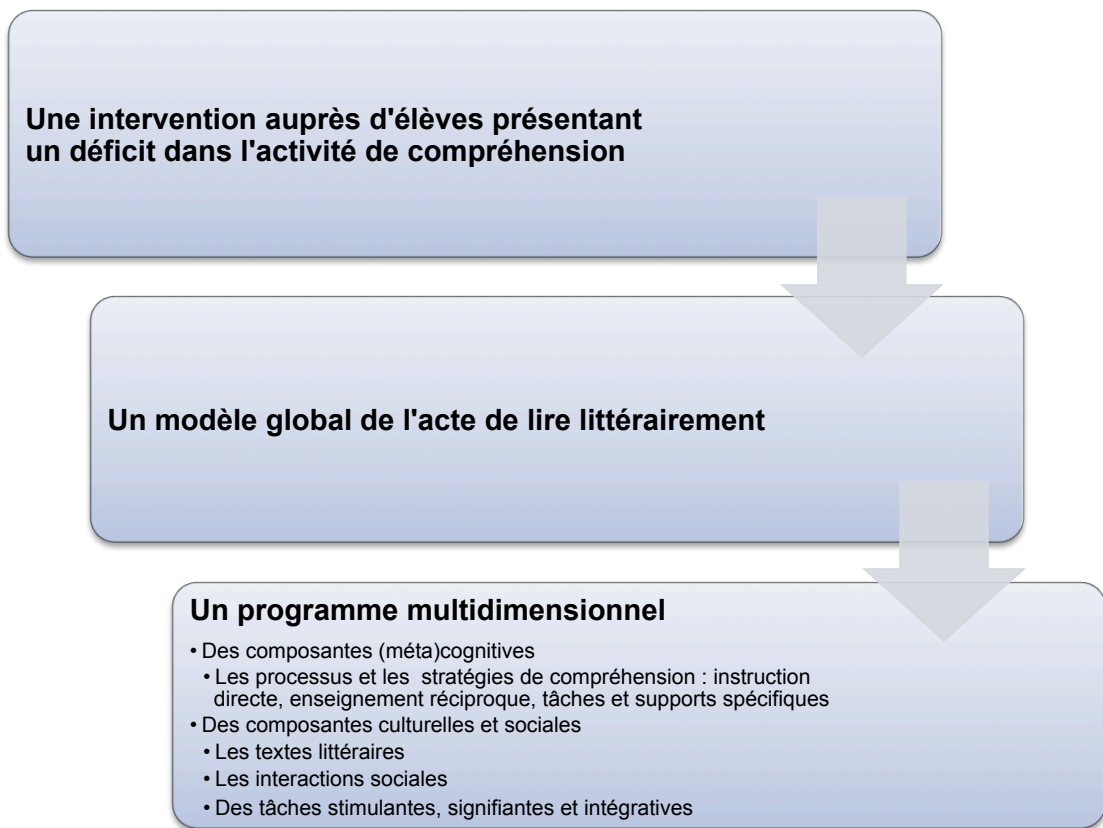 Une intervention auprès d'élèves présentant
un déficit dans l'activité de compréhension
Un modèle global de l'acte de lire littérairement
Un programme multidimensionnel
• Des composantes (méta)cognitives
• Les processus et les stratégies de compréhension : instruction
directe, enseignement réciproque, tâches et supports spécifiques
• Des composantes culturelles et sociales
• Les textes littéraires
• Les interactions sociales
• Des tâches stimulantes, signifiantes et intégratives